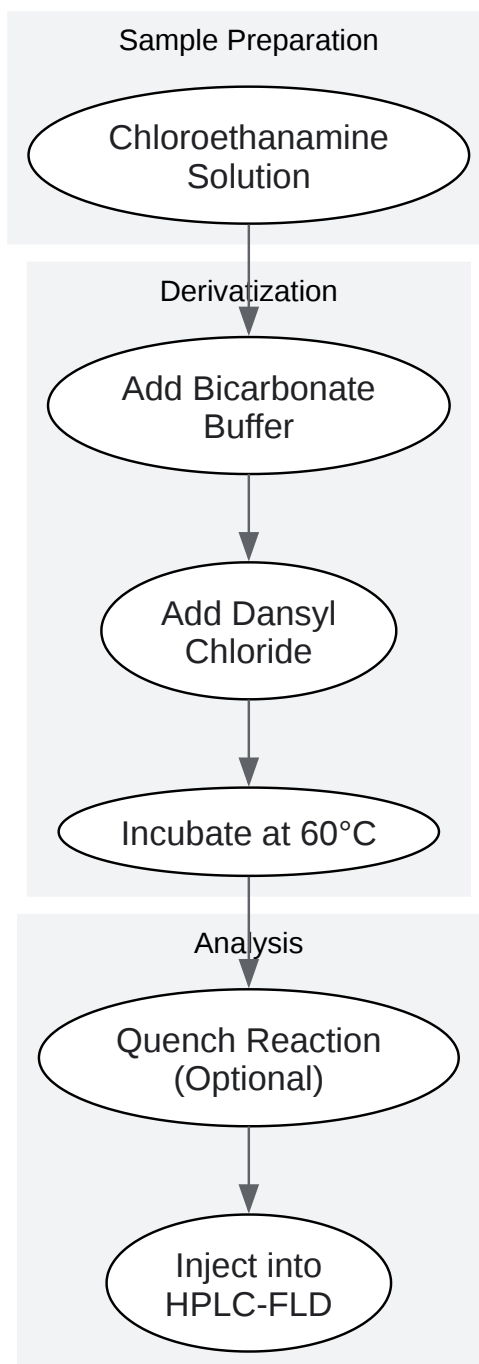 Sample Preparation
Chloroethanamine
Solution
Derivatization
Add Bicarbonate
Buffer
Add Dansyl
Chloride
Incubate at 60°C
Analysis
Quench Reaction
(Optional)
Inject into
HPLC-FLD